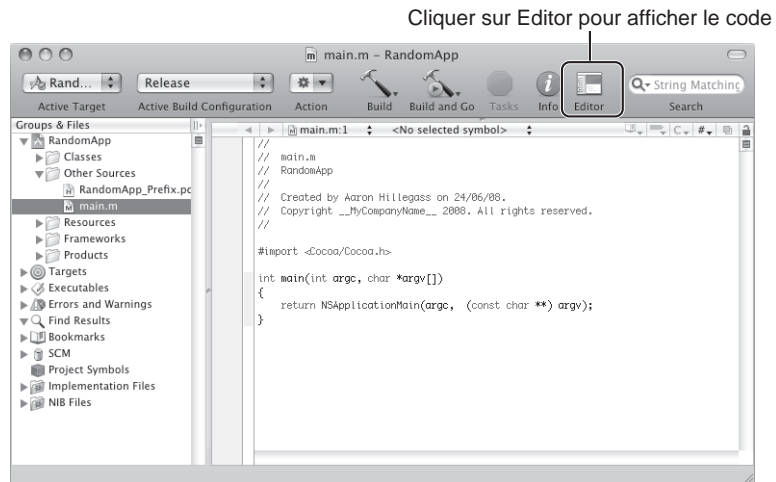 Cliquer sur Editor pour afficher le code
main.m – RandomApp
Rand... Release String Matching
Active Target Active Build Configuration Action Build Build and Go Tasks Info Editor Search
Groups & Files
main.m:1 <No selected symbol> C #
RandomApp
Classes
Other Sources
RandomApp_Prefix.pc
main.m
Resources
Frameworks
Products
Targets
Executables
Errors and Warnings
Find Results
Bookmarks
SCM
Project Symbols
Implementation Files
NIB Files
//
// main.m
// RandomApp
//
// Created by Aaron Hillegass on 24/06/08.
// Copyright __MyCompanyName__ 2008. All rights reserved.
//
#import <Cocoa/Cocoa.h>
int main(int argc, char *argv[])
{
return NSApplicationMain(argc, (const char **) argv);
}